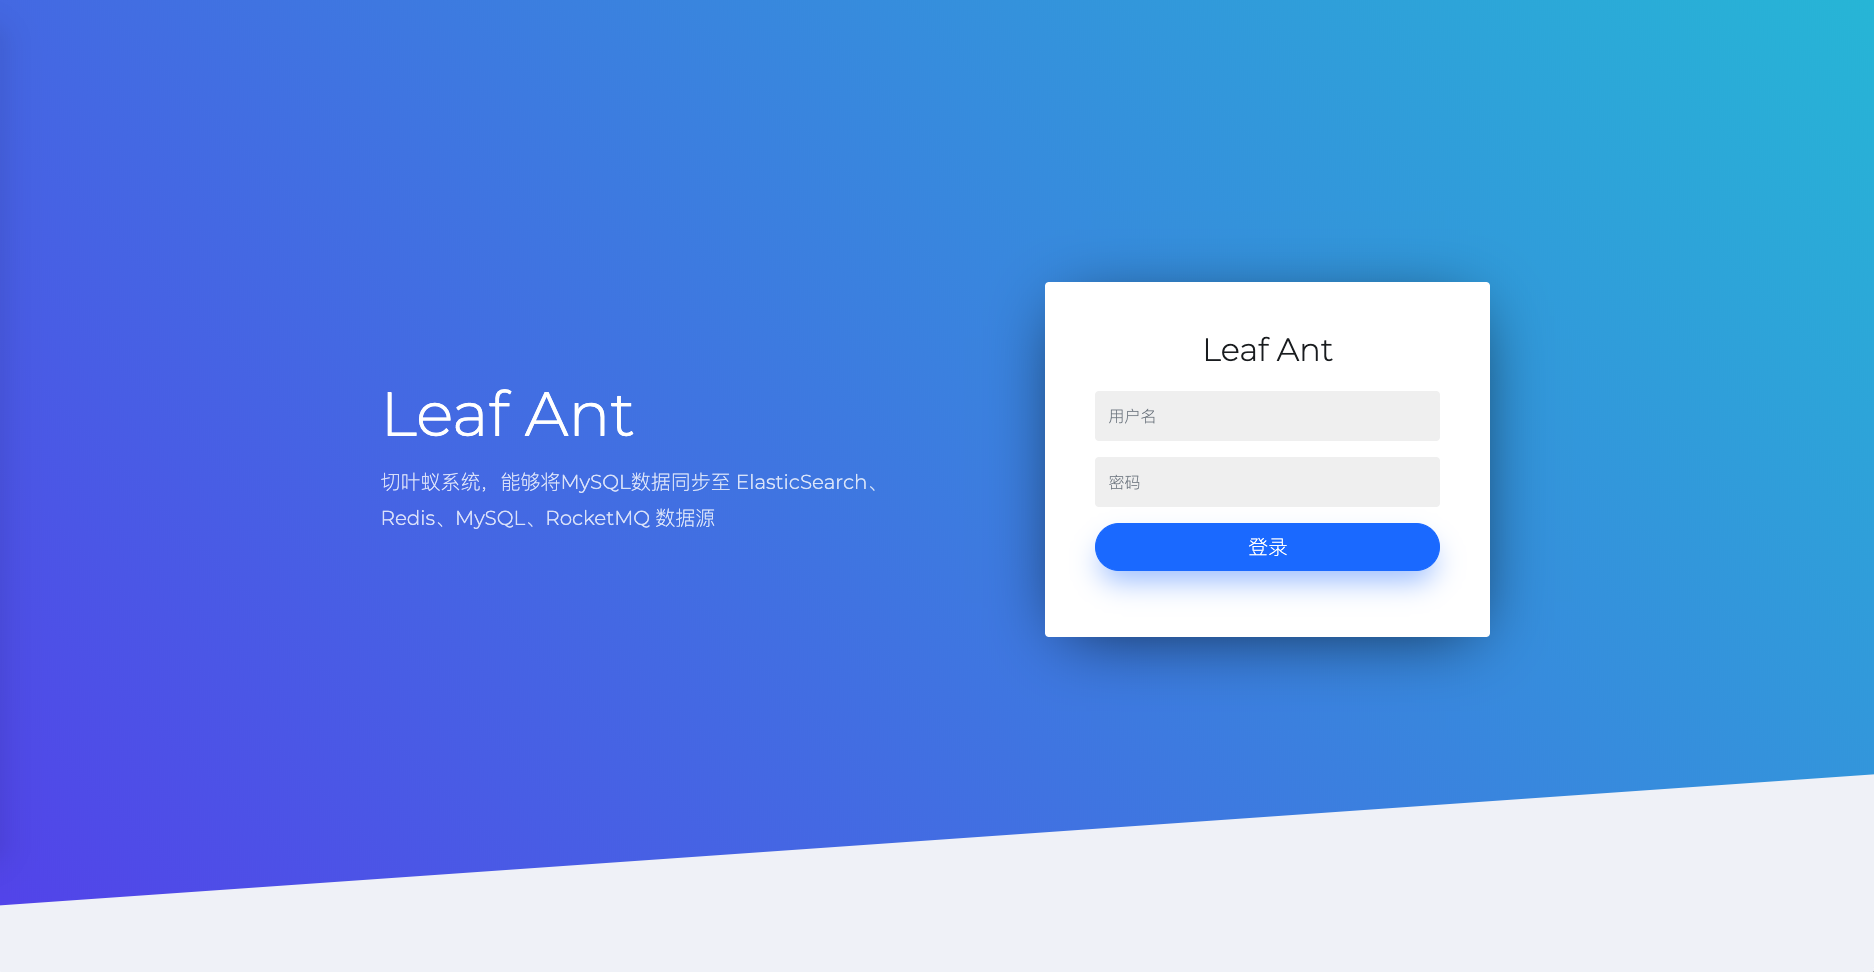 Leaf Ant
切叶蚁系统，能够将MySQL数据同步至 ElasticSearch、
Redis、MySQL、RocketMQ 数据源
Leaf Ant
用户名
密码
登录